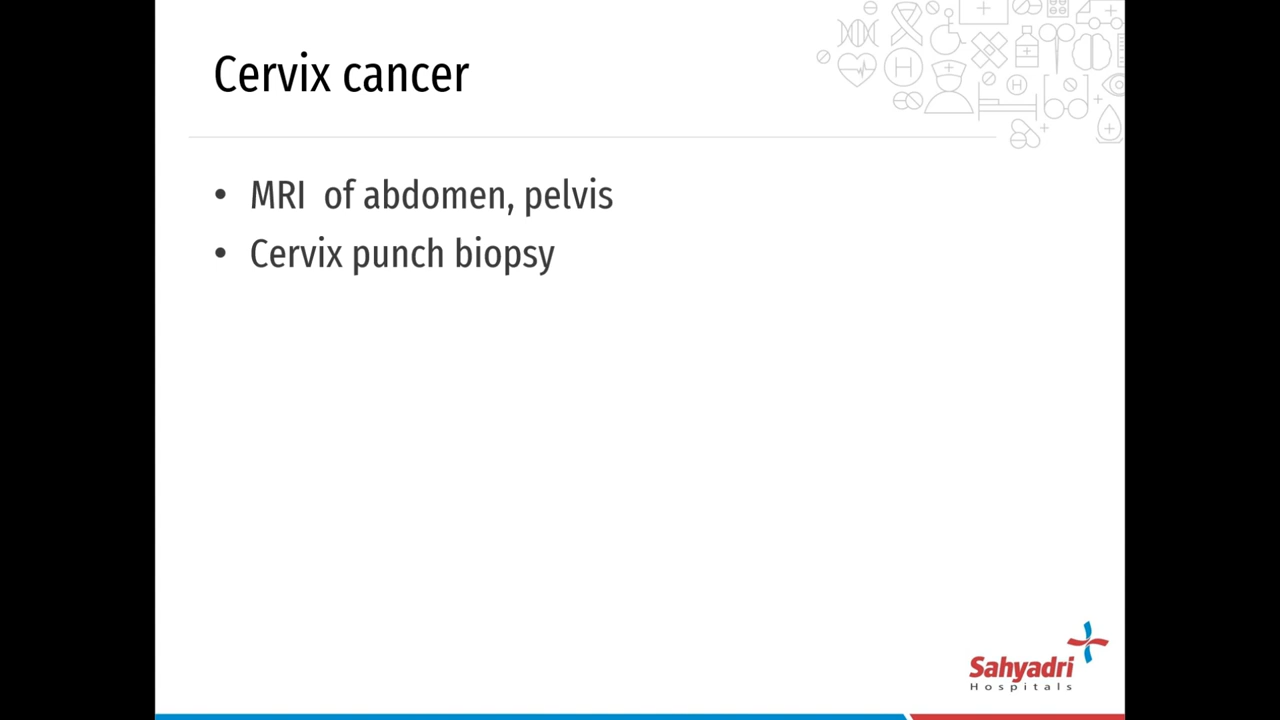 Cervix cancer
• MRI  of abdomen, pelvis
• Cervix punch biopsy
Sahyadri
Hospitals